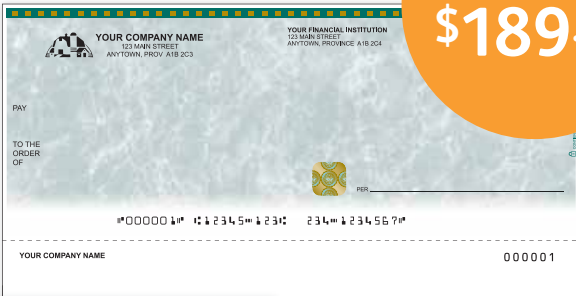 $189
YOUR COMPANY NAME
123 MAIN STREET
ANYTOWN, PROV A1B 2C3
YOUR FINANCIAL INSTITUTION
123 MAIN STREET
ANYTOWN, PROVINCE A1B 2C4
PAY
TO THE
ORDER
OF
PER
⑈000001⑈ ⑆12345⑉123⑆ 234⑉1234567⑈
YOUR COMPANY NAME
000001